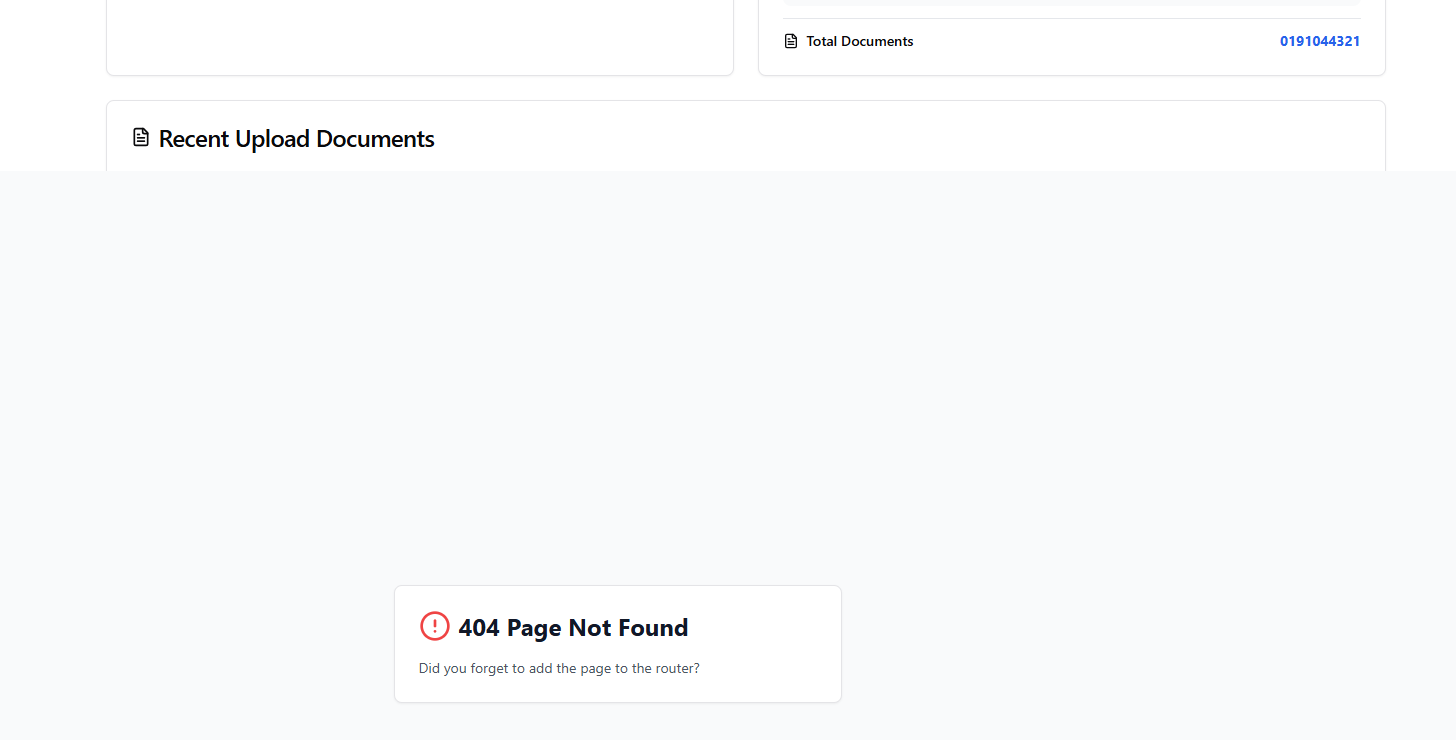 Total Documents 0191044321
Recent Upload Documents
404 Page Not Found
Did you forget to add the page to the router?